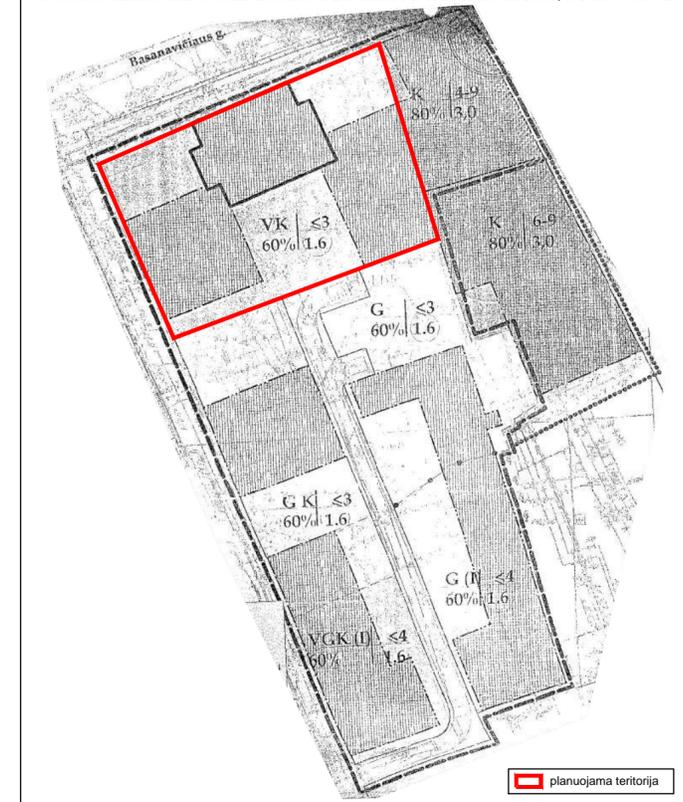 Basanavičiaus g.
K 4-9
80% 3,0
K 6-9
80% 3,0
VK ≤3
60% 1.6
G ≤3
60% 1.6
G K ≤3
60% 1.6
G (I) ≤4
60% 1.6
VGK (I) ≤4
60% 1.6
planuojama teritorija